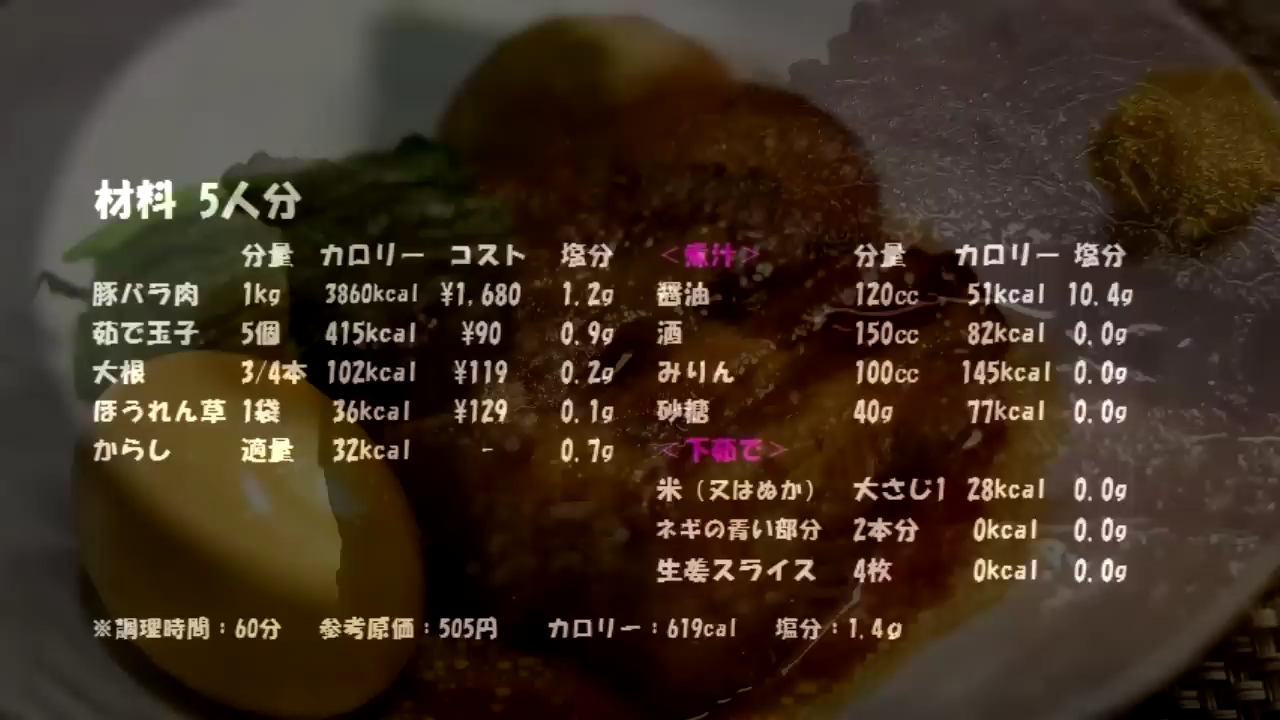 材料 5人分
分量 カロリー コスト 塩分
豚バラ肉 1kg 3860kcal ¥1,680 1.2g
茹で玉子 5個 415kcal ¥90 0.9g
大根 3/4本 102kcal ¥119 0.2g
ほうれん草 1袋 36kcal ¥129 0.1g
からし 適量 32kcal - 0.7g
<煮汁> 分量 カロリー 塩分
醤油 120cc 51kcal 10.4g
酒 150cc 82kcal 0.0g
みりん 100cc 145kcal 0.0g
砂糖 40g 77kcal 0.0g
<下茹で>
米（又はぬか） 大さじ1 28kcal 0.0g
ネギの青い部分 2本分 0kcal 0.0g
生姜スライス 4枚 0kcal 0.0g
※調理時間：60分 参考原価：505円 カロリー：619cal 塩分：1.4g